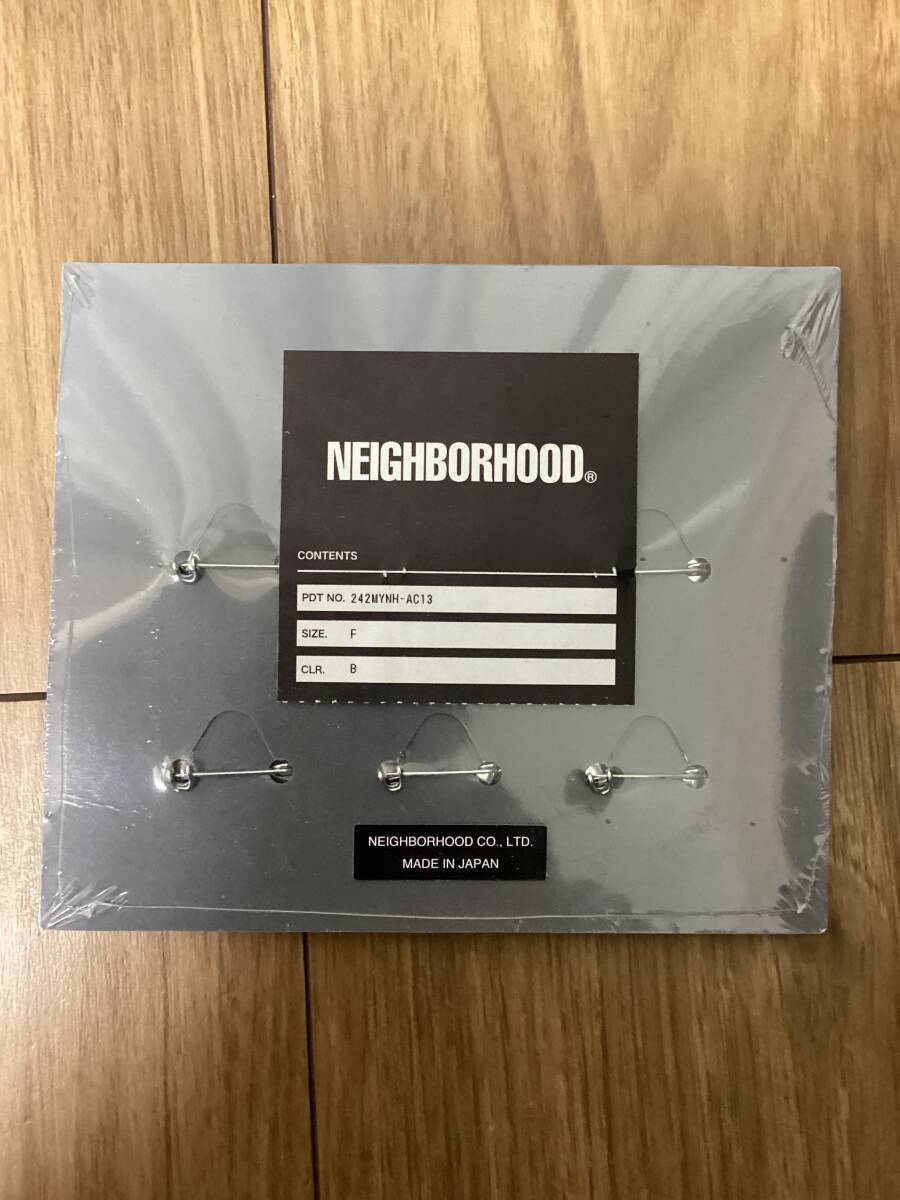 NEIGHBORHOOD®
CONTENTS
PDT NO. 242MYNH-AC13
SIZE. F
CLR. B
NEIGHBORHOOD CO., LTD.
MADE IN JAPAN